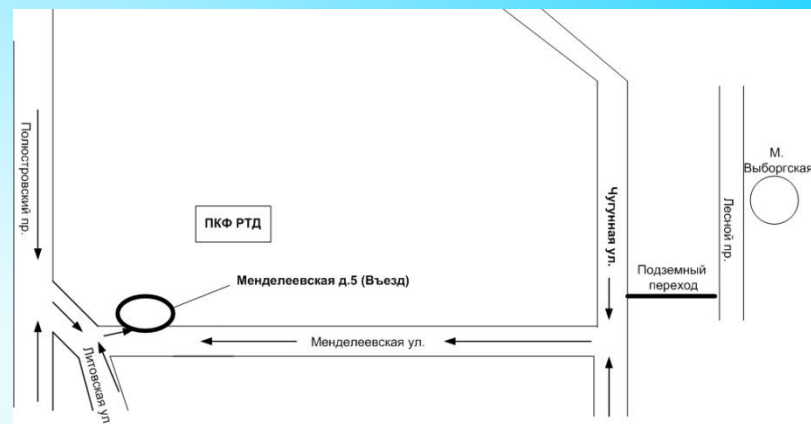 Полюстровский пр.
ПКФ РТД
Менделеевская д.5 (Въезд)
Менделеевская ул.
Литовская ул
Чугунная ул.
Подземный
переход
Лесной пр.
М.
Выборгская